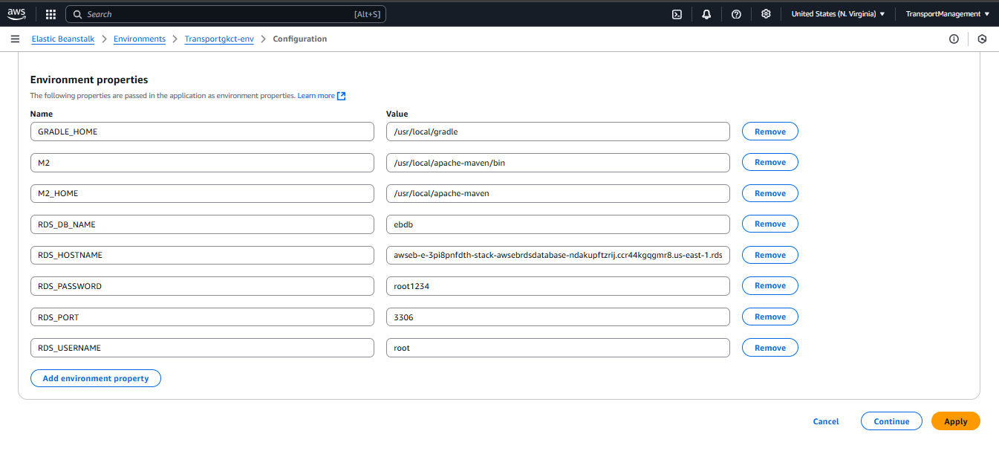 aws Search [Alt+S] United States (N. Virginia) TransportManagement
Elastic Beanstalk Environments Transportgkct-env Configuration
Environment properties
The following properties are passed in the application as environment properties. Learn more
Name Value
GRADLE_HOME /usr/local/gradle Remove
M2 /usr/local/apache-maven/bin Remove
M2_HOME /usr/local/apache-maven Remove
RDS_DB_NAME ebdb Remove
RDS_HOSTNAME awseb-e-3pi8pnfdth-stack-awsebrdsdatabase-ndakupftzrij.ccr44kgqgmr8.us-east-1.rds Remove
RDS_PASSWORD root1234 Remove
RDS_PORT 3306 Remove
RDS_USERNAME root Remove
Add environment property
Cancel Continue Apply